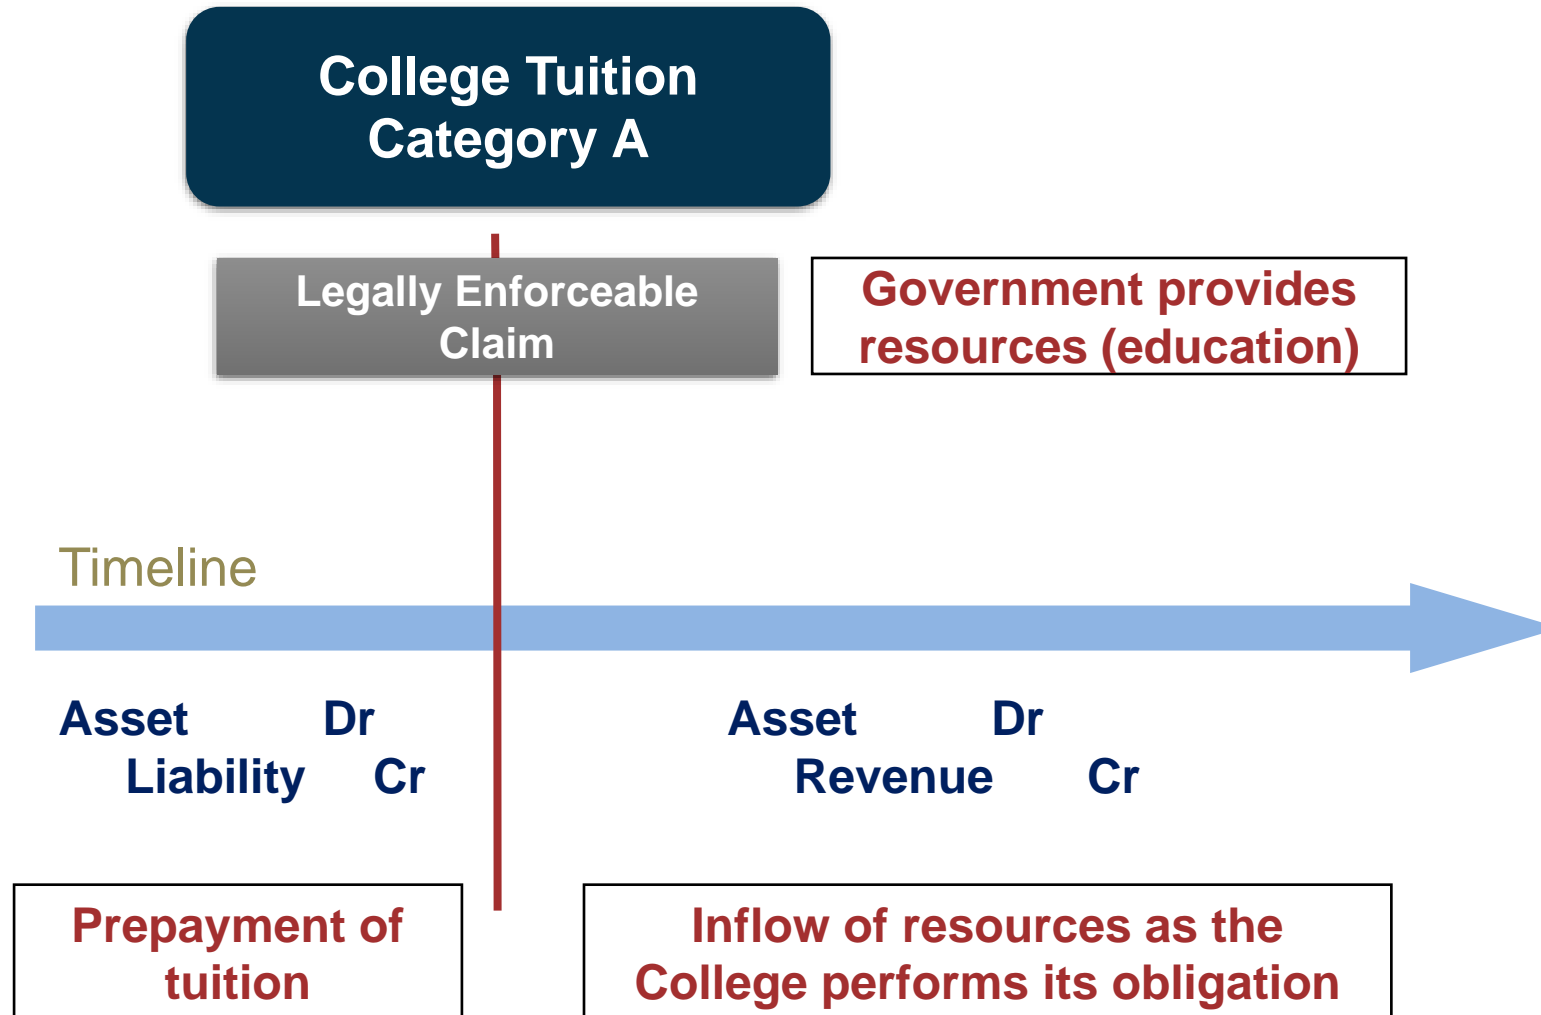 College Tuition
Category A
Legally Enforceable
Claim
Government provides
resources (education)
Timeline
Asset Dr
Liability Cr
Asset Dr
Revenue Cr
Prepayment of
tuition
Inflow of resources as the
College performs its obligation